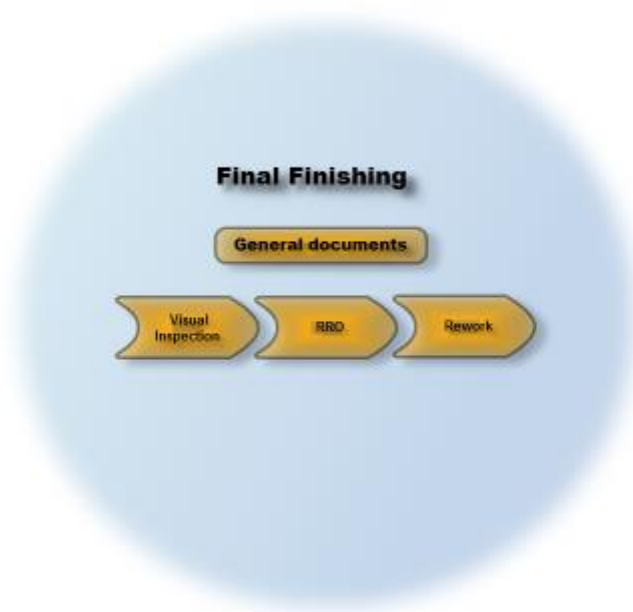 Final Finishing
General documents
Visual
Inspection
RRD
Rework